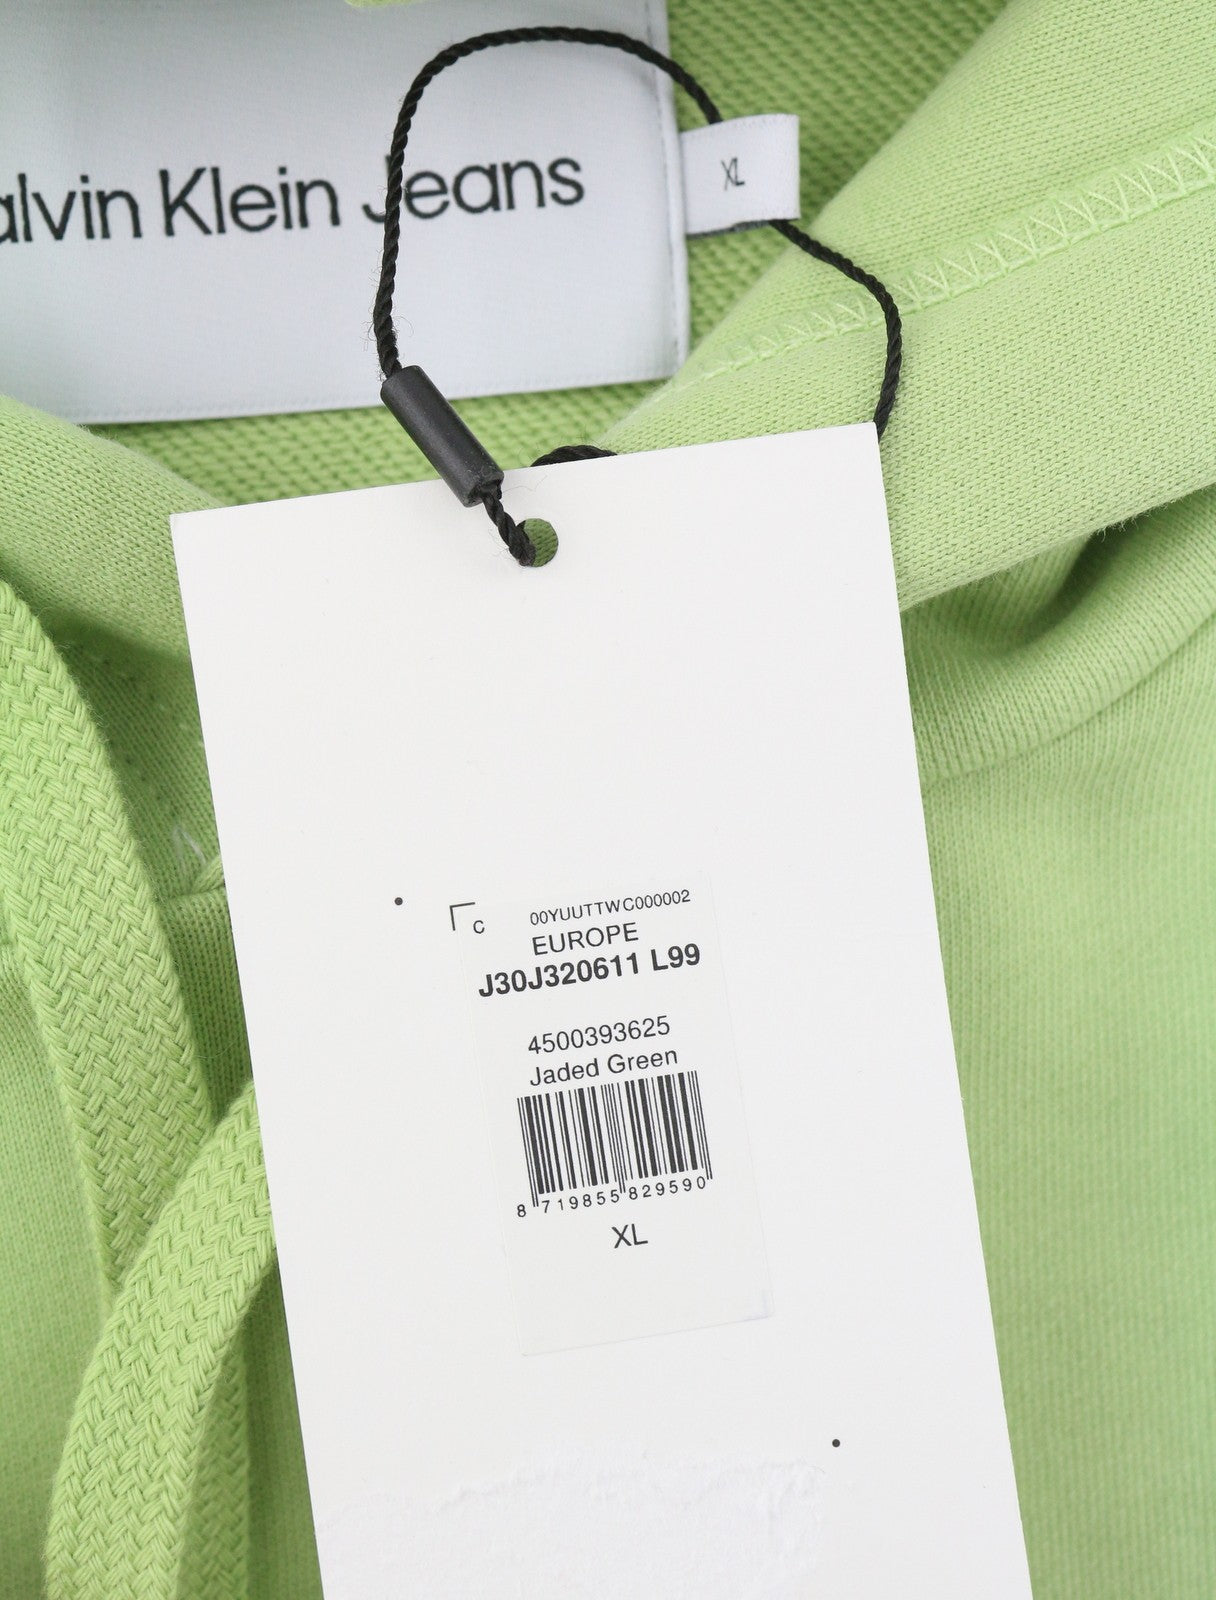 alvin Klein Jeans
XL
C 00YUUTTWC000002
EUROPE
J30J320611 L99
4500393625
Jaded Green
8 719855 829590
XL